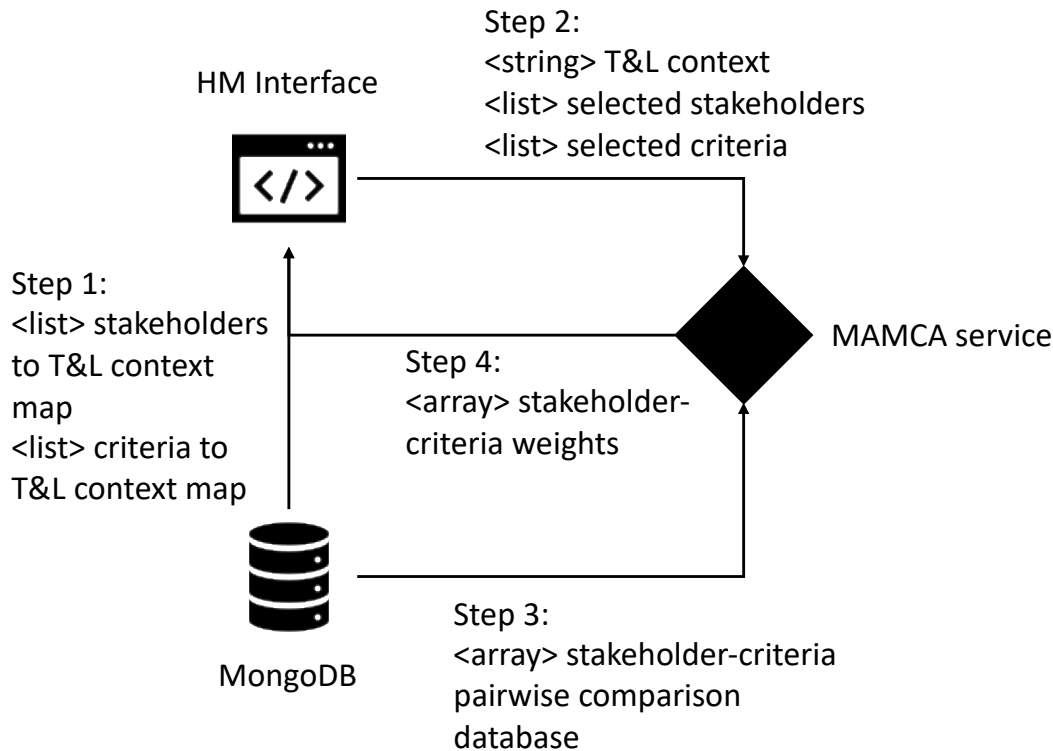 Step 2:
<string> T&L context
<list> selected stakeholders
<list> selected criteria
HM Interface
</>
Step 1:
<list> stakeholders
to T&L context
map
<list> criteria to
T&L context map
MAMCA service
Step 4:
<array> stakeholder-
criteria weights
Step 3:
<array> stakeholder-criteria
pairwise comparison
database
MongoDB